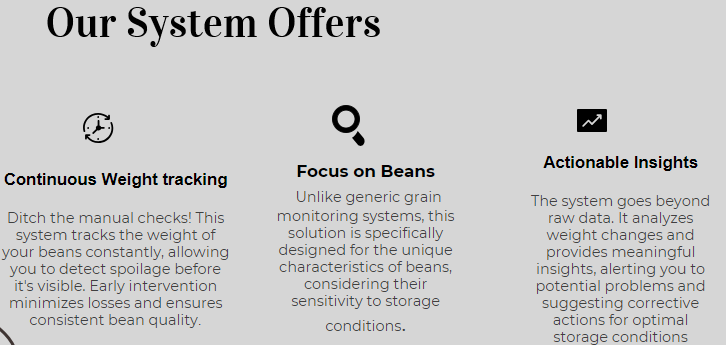 Our System Offers
Continuous Weight tracking
Ditch the manual checks! This
system tracks the weight of
your beans constantly, allowing
you to detect spoilage before
it's visible. Early intervention
minimizes losses and ensures
consistent bean quality.
Focus on Beans
Unlike generic grain
monitoring systems, this
solution is specifically
designed for the unique
characteristics of beans,
considering their
sensitivity to storage
conditions.
Actionable Insights
The system goes beyond
raw data. It analyzes
weight changes and
provides meaningful
insights, alerting you to
potential problems and
suggesting corrective
actions for optimal
storage conditions